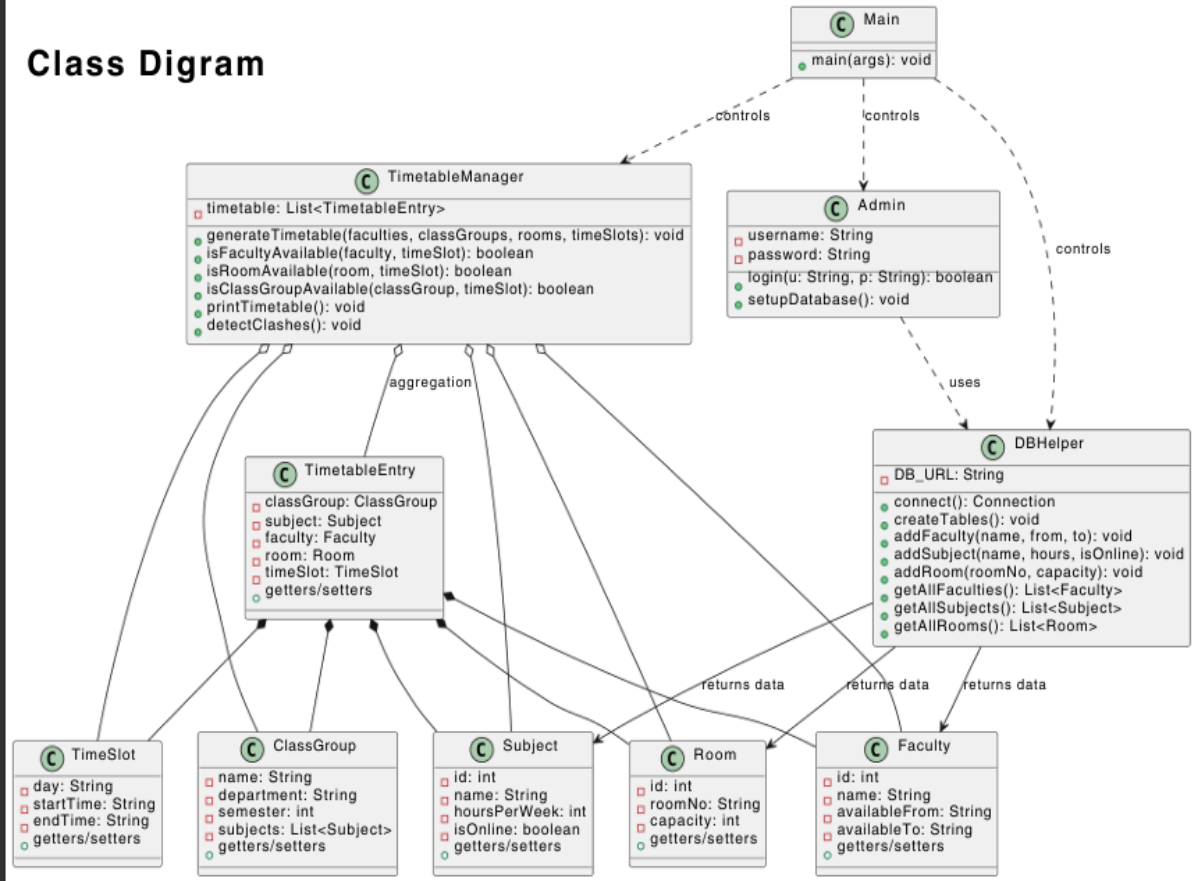 Class Digram
C Main
main(args): void
controls
controls
controls
C TimetableManager
timetable: List<TimetableEntry>
generateTimetable(faculties, classGroups, rooms, timeSlots): void
isFacultyAvailable(faculty, timeSlot): boolean
isRoomAvailable(room, timeSlot): boolean
isClassGroupAvailable(classGroup, timeSlot): boolean
printTimetable(): void
detectClashes(): void
C Admin
username: String
password: String
login(u: String, p: String): boolean
setupDatabase(): void
aggregation
uses
C DBHelper
DB_URL: String
connect(): Connection
createTables(): void
addFaculty(name, from, to): void
addSubject(name, hours, isOnline): void
addRoom(roomNo, capacity): void
getAllFaculties(): List<Faculty>
getAllSubjects(): List<Subject>
getAllRooms(): List<Room>
C TimetableEntry
classGroup: ClassGroup
subject: Subject
faculty: Faculty
room: Room
timeSlot: TimeSlot
getters/setters
returns data
returns data
returns data
C TimeSlot
day: String
startTime: String
endTime: String
getters/setters
C ClassGroup
name: String
department: String
semester: int
subjects: List<Subject>
getters/setters
C Subject
id: int
name: String
hoursPerWeek: int
isOnline: boolean
getters/setters
C Room
id: int
roomNo: String
capacity: int
getters/setters
C Faculty
id: int
name: String
availableFrom: String
availableTo: String
getters/setters